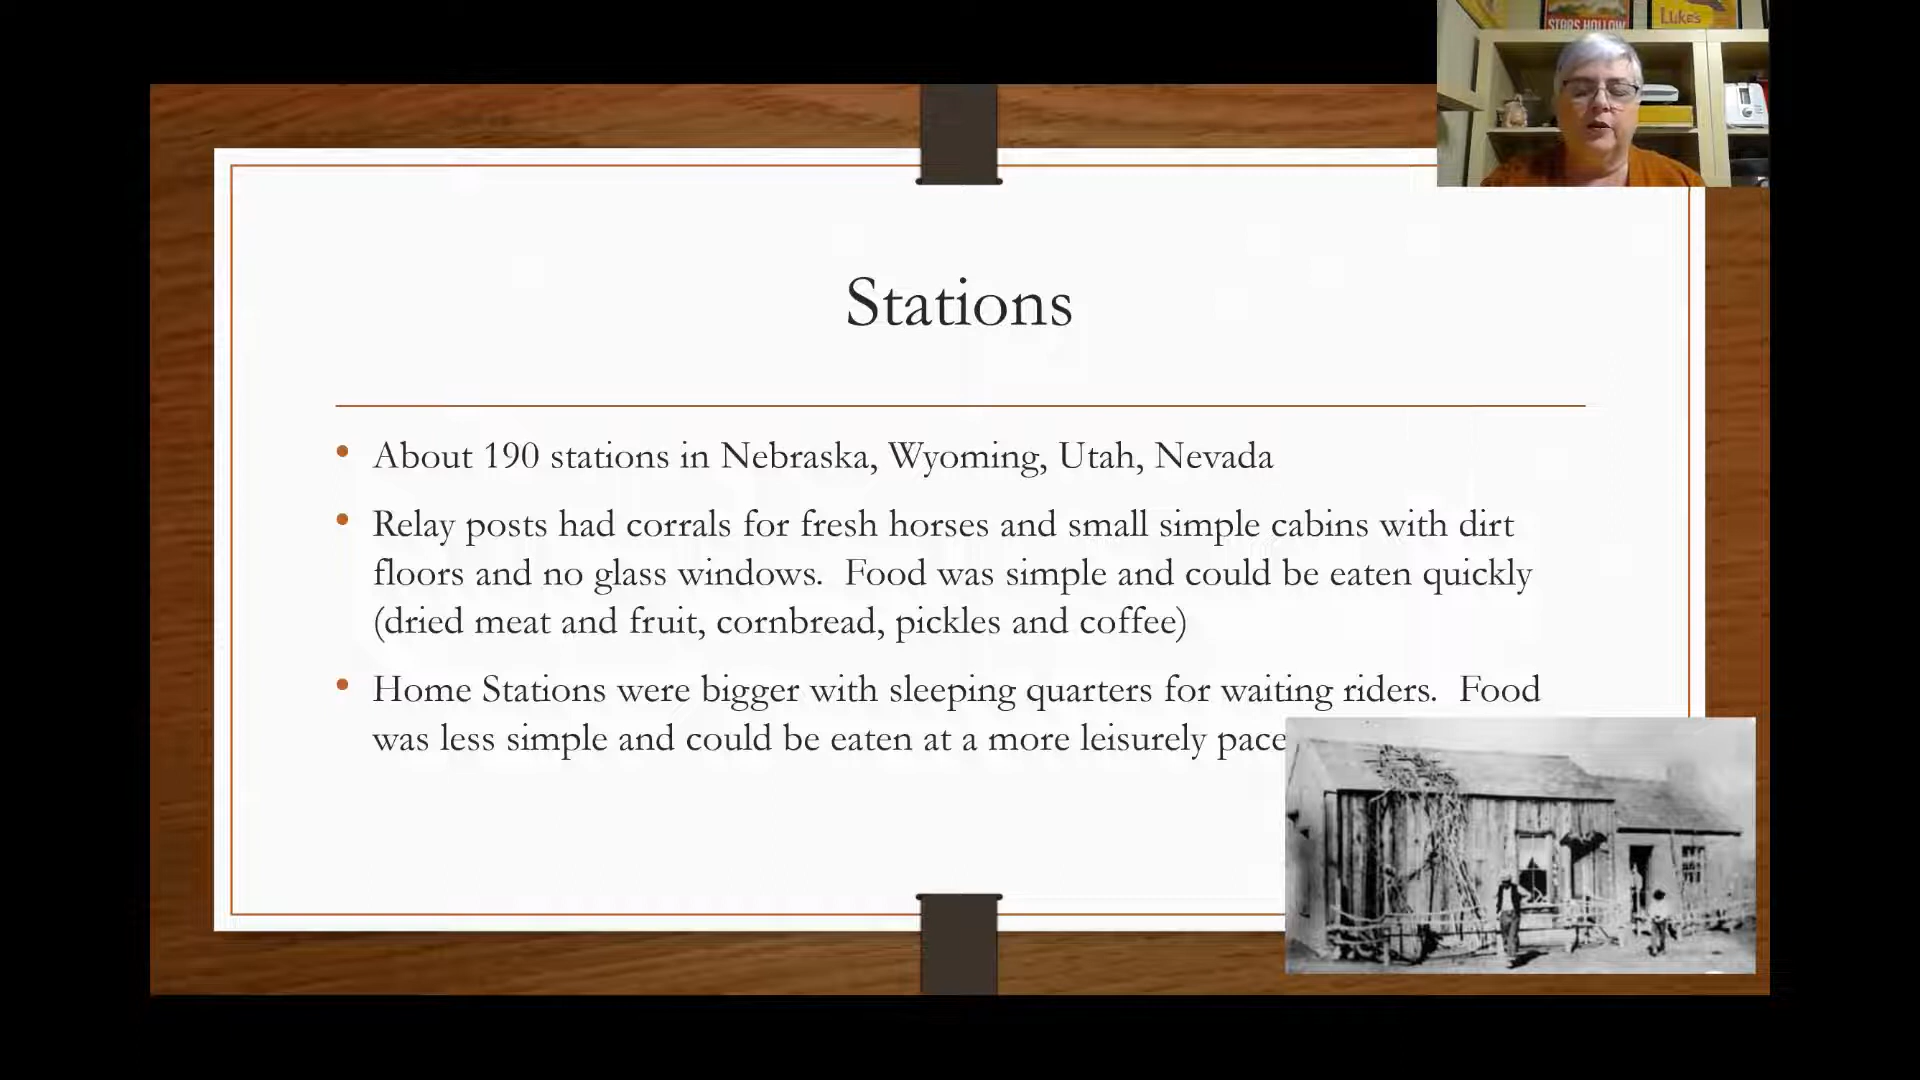 STARS HOLLOW
Luke's
Stations
• About 190 stations in Nebraska, Wyoming, Utah, Nevada
• Relay posts had corrals for fresh horses and small simple cabins with dirt
floors and no glass windows.  Food was simple and could be eaten quickly
(dried meat and fruit, cornbread, pickles and coffee)
• Home Stations were bigger with sleeping quarters for waiting riders.  Food
was less simple and could be eaten at a more leisurely pace